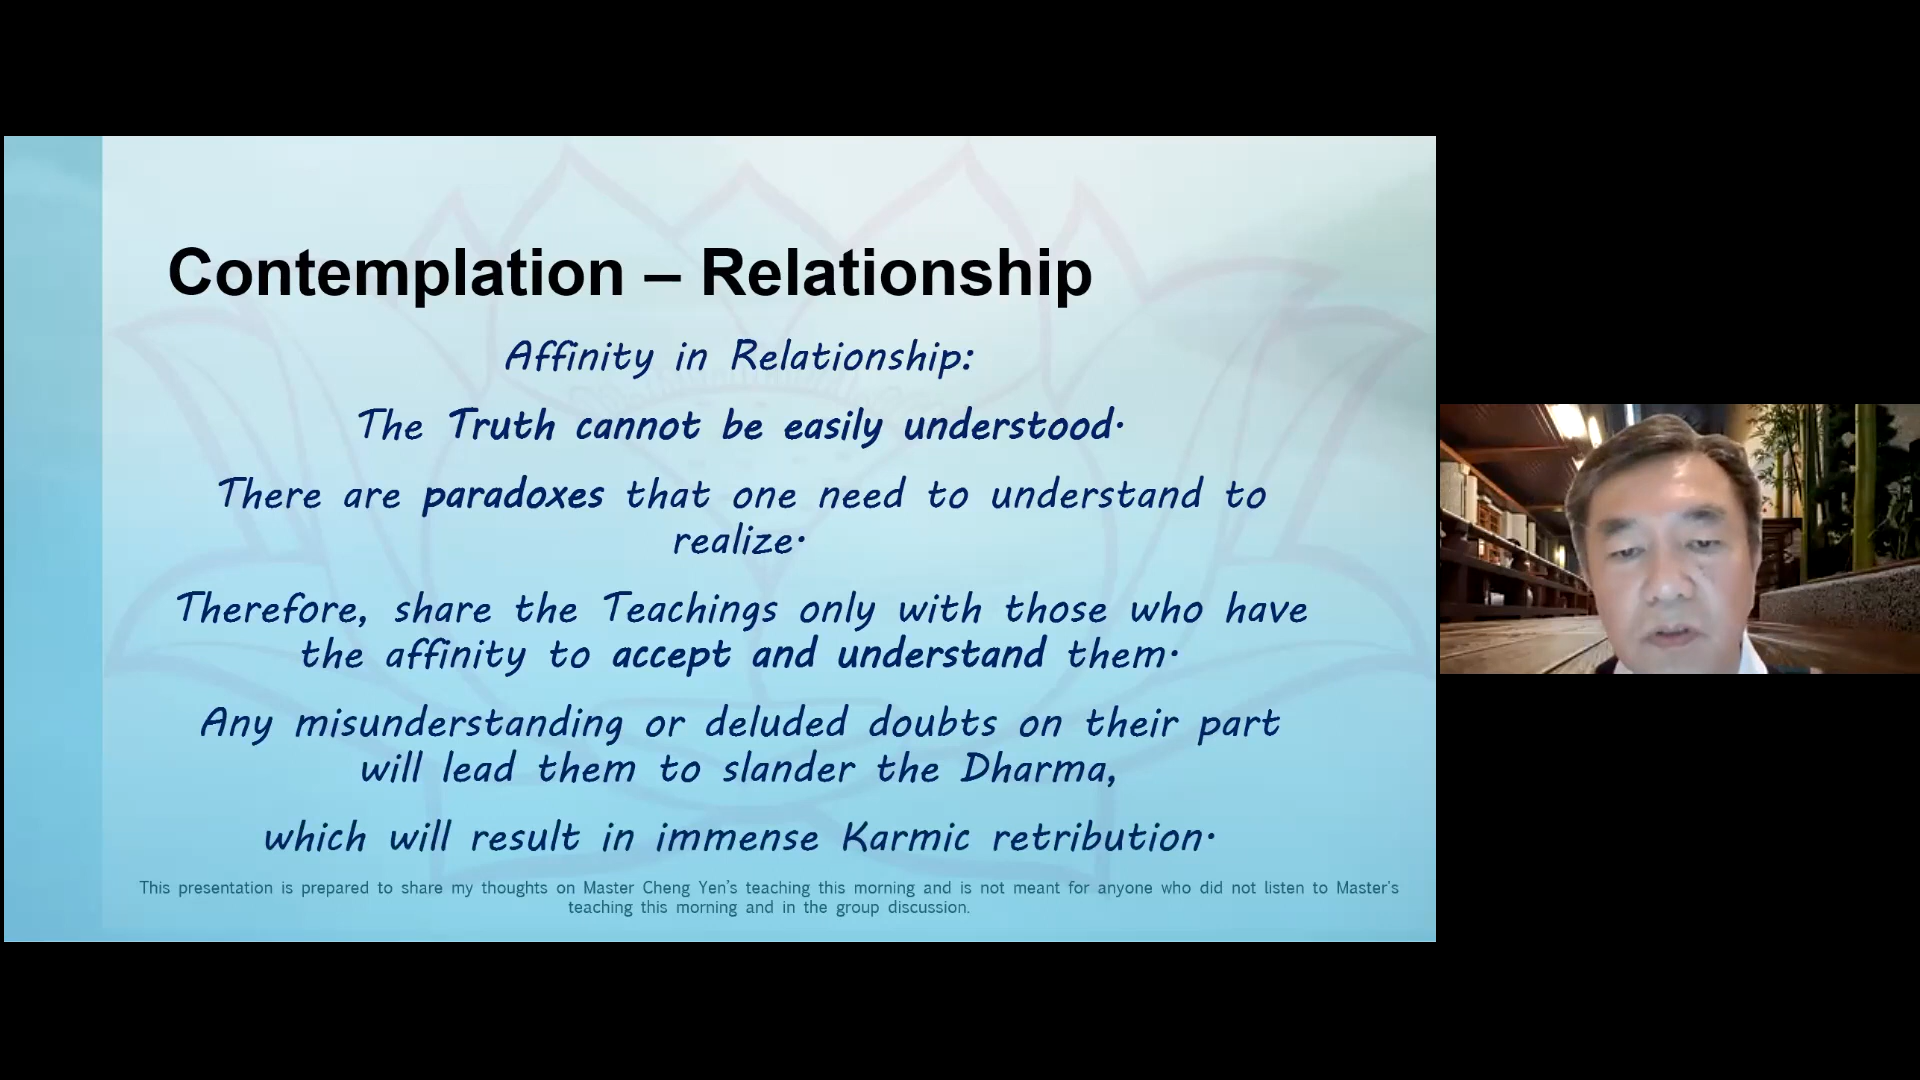 Contemplation – Relationship
Affinity in Relationship:
The Truth cannot be easily understood.
There are paradoxes that one need to understand to
realize.
Therefore, share the Teachings only with those who have
the affinity to accept and understand them.
Any misunderstanding or deluded doubts on their part
will lead them to slander the Dharma,
which will result in immense Karmic retribution.
This presentation is prepared to share my thoughts on Master Cheng Yen's teaching this morning and is not meant for anyone who did not listen to Master's
teaching this morning and in the group discussion.